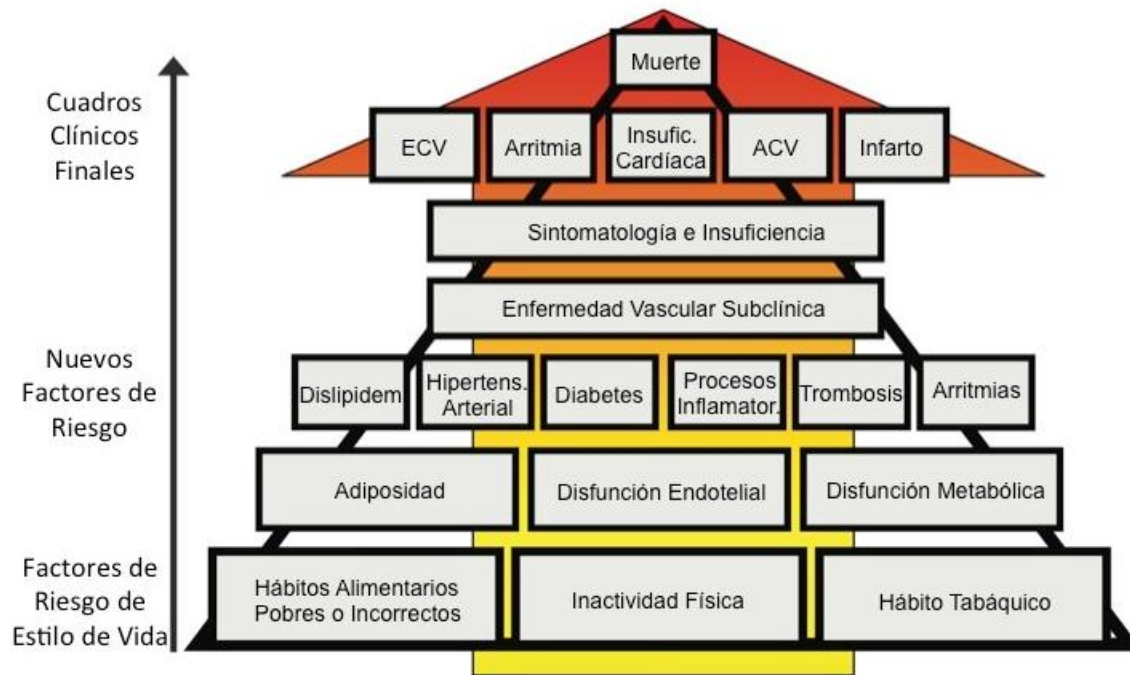 Muerte
Cuadros
Clínicos
Finales
ECV
Arritmia
Insufic.
Cardíaca
ACV
Infarto
Sintomatología e Insuficiencia
Enfermedad Vascular Subclínica
Nuevos
Factores de
Riesgo
Dislipidem
Hipertens.
Arterial
Diabetes
Procesos
Inflamator.
Trombosis
Arritmias
Adiposidad
Disfunción Endotelial
Disfunción Metabólica
Factores de
Riesgo de
Estilo de Vida
Hábitos Alimentarios
Pobres o Incorrectos
Inactividad Física
Hábito Tabáquico